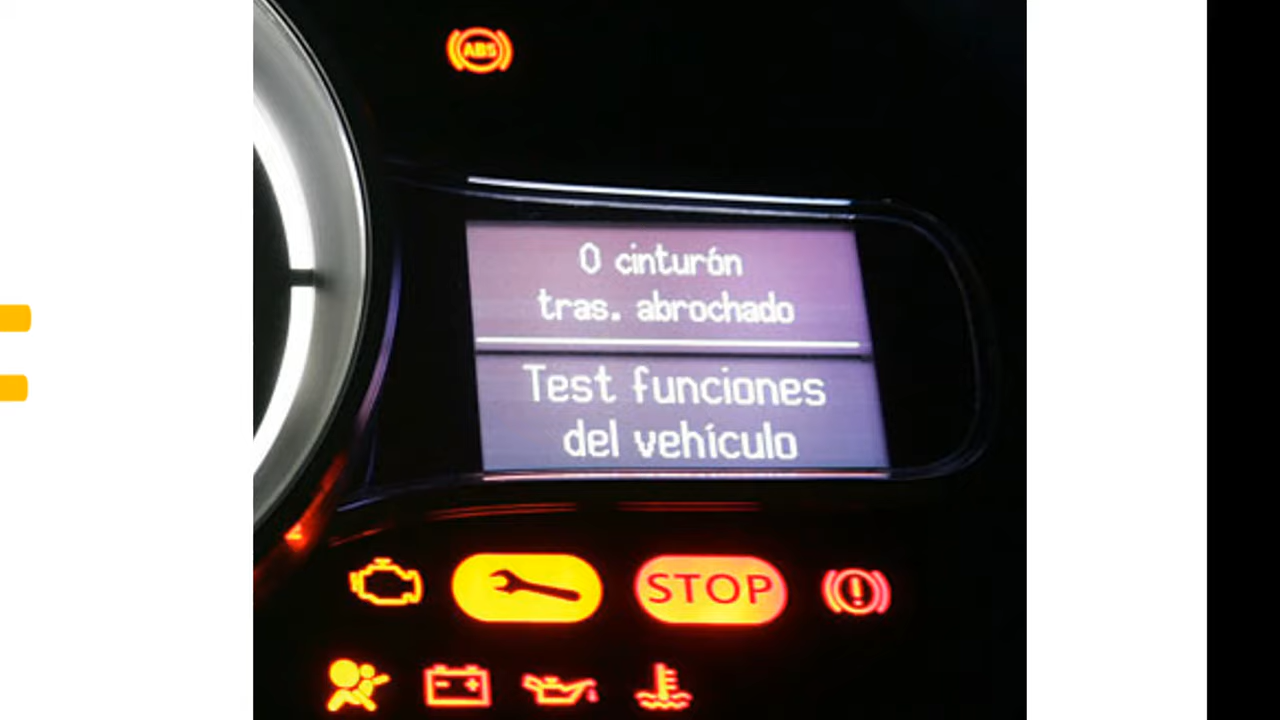 ABS
0 cinturón
tras. abrochado
Test funciones
del vehículo
STOP